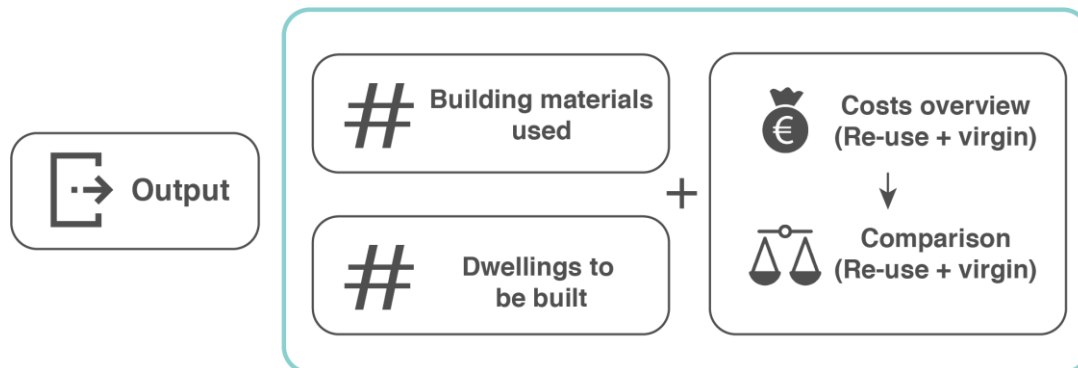 Output
#
Building materials
used
#
Dwellings to
be built
+
€
Costs overview
(Re-use + virgin)
Comparison
(Re-use + virgin)